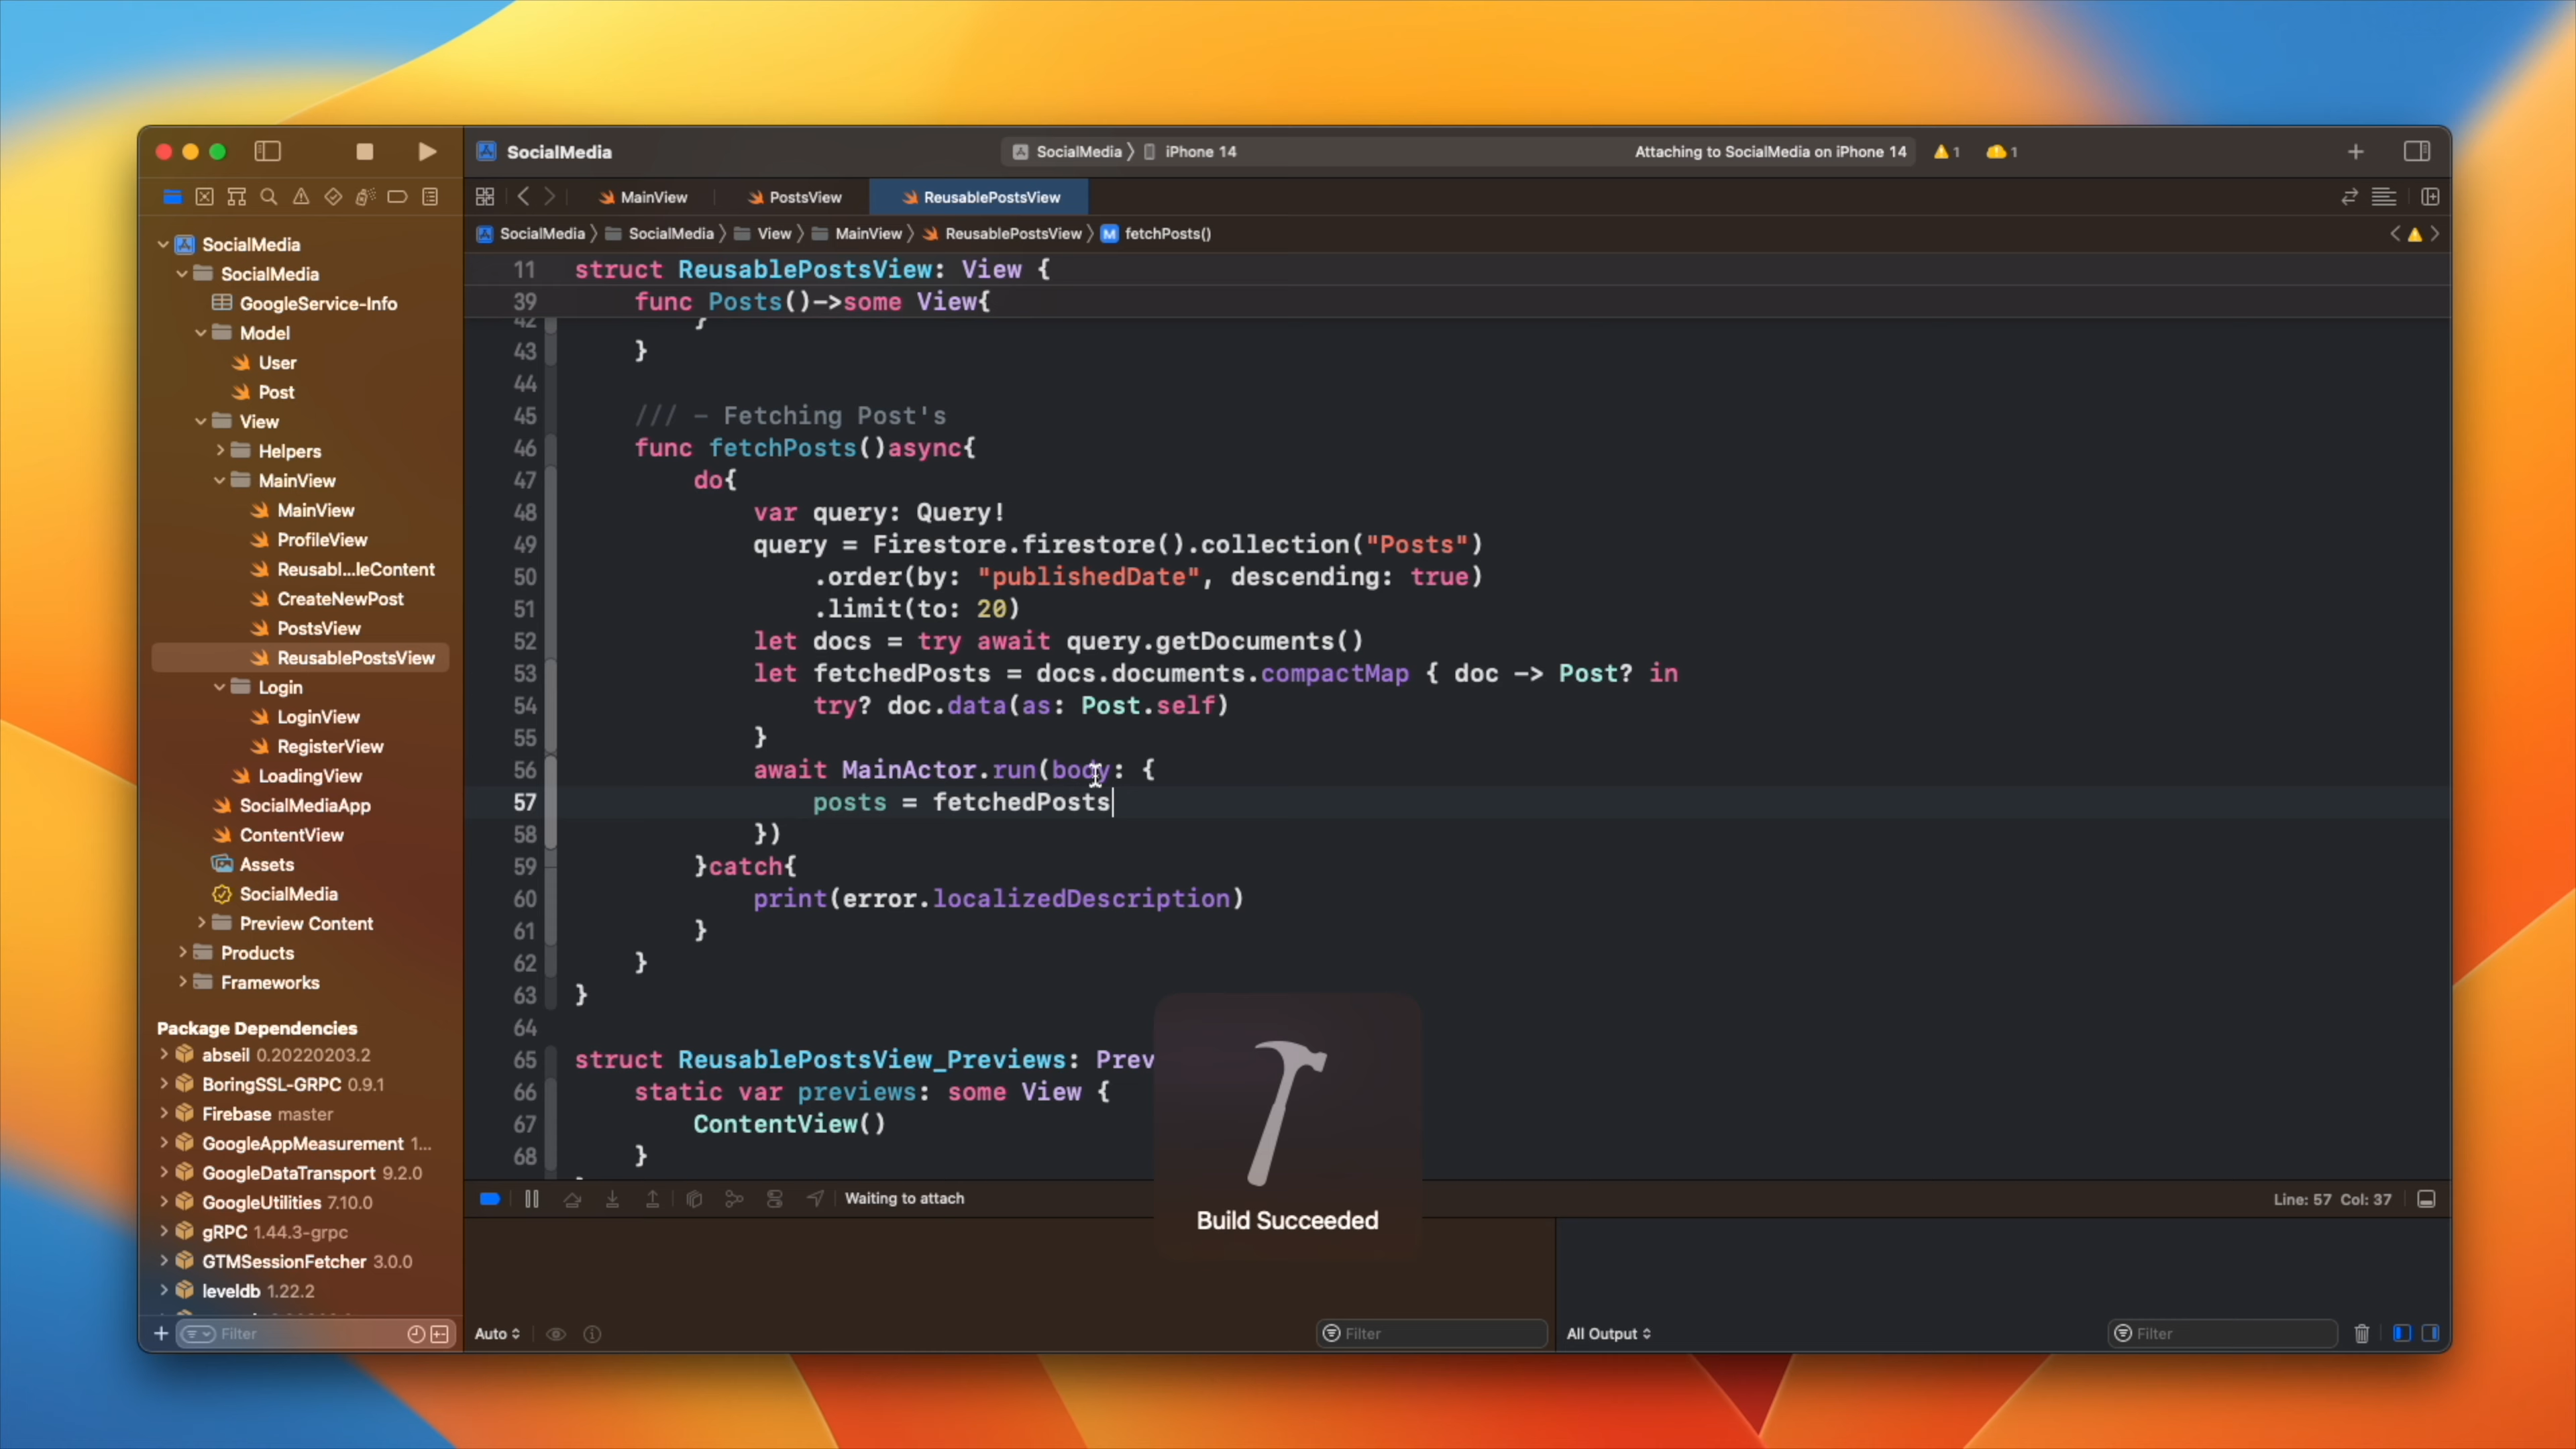 SocialMedia
SocialMedia 〉 iPhone 14
Attaching to SocialMedia on iPhone 14
1
1
MainView
PostsView
ReusablePostsView
SocialMedia 〉 SocialMedia 〉 View 〉 MainView 〉 ReusablePostsView 〉 M fetchPosts()
SocialMedia
SocialMedia
GoogleService-Info
Model
User
Post
View
Helpers
MainView
MainView
ProfileView
Reusabl...leContent
CreateNewPost
PostsView
ReusablePostsView
Login
LoginView
RegisterView
LoadingView
SocialMediaApp
ContentView
Assets
SocialMedia
Preview Content
Products
Frameworks
Package Dependencies
abseil 0.20220203.2
BoringSSL-GRPC 0.9.1
Firebase master
GoogleAppMeasurement 1...
GoogleDataTransport 9.2.0
GoogleUtilities 7.10.0
gRPC 1.44.3-grpc
GTMSessionFetcher 3.0.0
leveldb 1.22.2
Filter
11 struct ReusablePostsView: View {
39 func Posts()->some View{
42 }
43 }
44
45 /// - Fetching Post's
46 func fetchPosts()async{
47 do{
48 var query: Query!
49 query = Firestore.firestore().collection("Posts")
50 .order(by: "publishedDate", descending: true)
51 .limit(to: 20)
52 let docs = try await query.getDocuments()
53 let fetchedPosts = docs.documents.compactMap { doc -> Post? in
54 try? doc.data(as: Post.self)
55 }
56 await MainActor.run(body: {
57 posts = fetchedPosts
58 })
59 }catch{
60 print(error.localizedDescription)
61 }
62 }
63 }
64
65 struct ReusablePostsView_Previews: Prev
66 static var previews: some View {
67 ContentView()
68 }
Build Succeeded
Waiting to attach
Line: 57 Col: 37
Auto
Filter
All Output
Filter